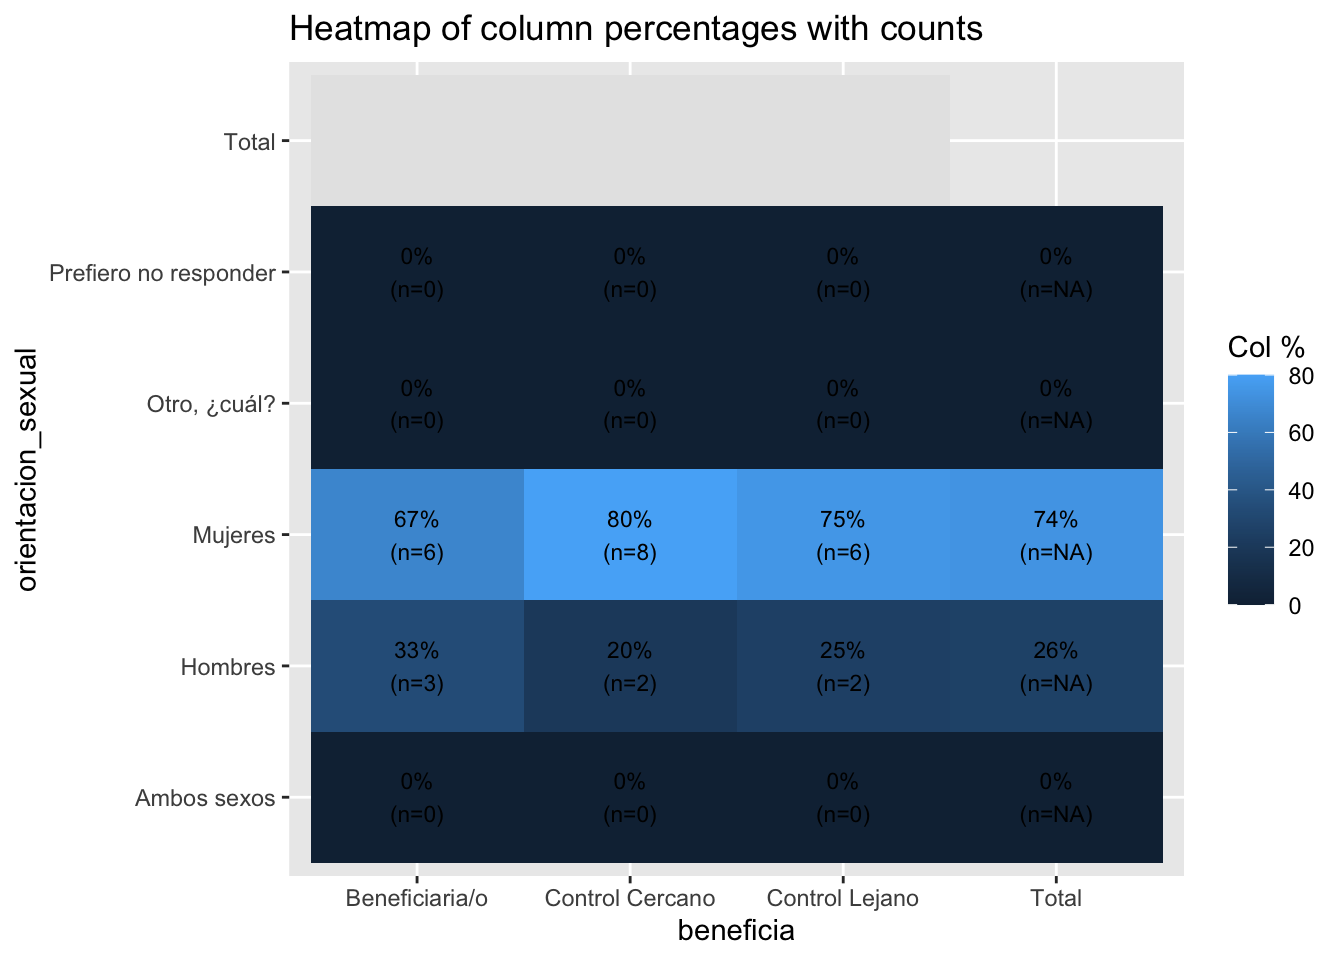 Heatmap of column percentages with counts
Total
Prefiero no responder
0% 0% 0% 0%
(n=0) (n=0) (n=0) (n=NA)
Otro, ¿cuál?
0% 0% 0% 0%
(n=0) (n=0) (n=0) (n=NA)
Mujeres
67% 80% 75% 74%
(n=6) (n=8) (n=6) (n=NA)
Hombres
33% 20% 25% 26%
(n=3) (n=2) (n=2) (n=NA)
Ambos sexos
0% 0% 0% 0%
(n=0) (n=0) (n=0) (n=NA)
Beneficiaria/o Control Cercano Control Lejano Total
beneficia
orientacion_sexual
Col %
80
60
40
20
0